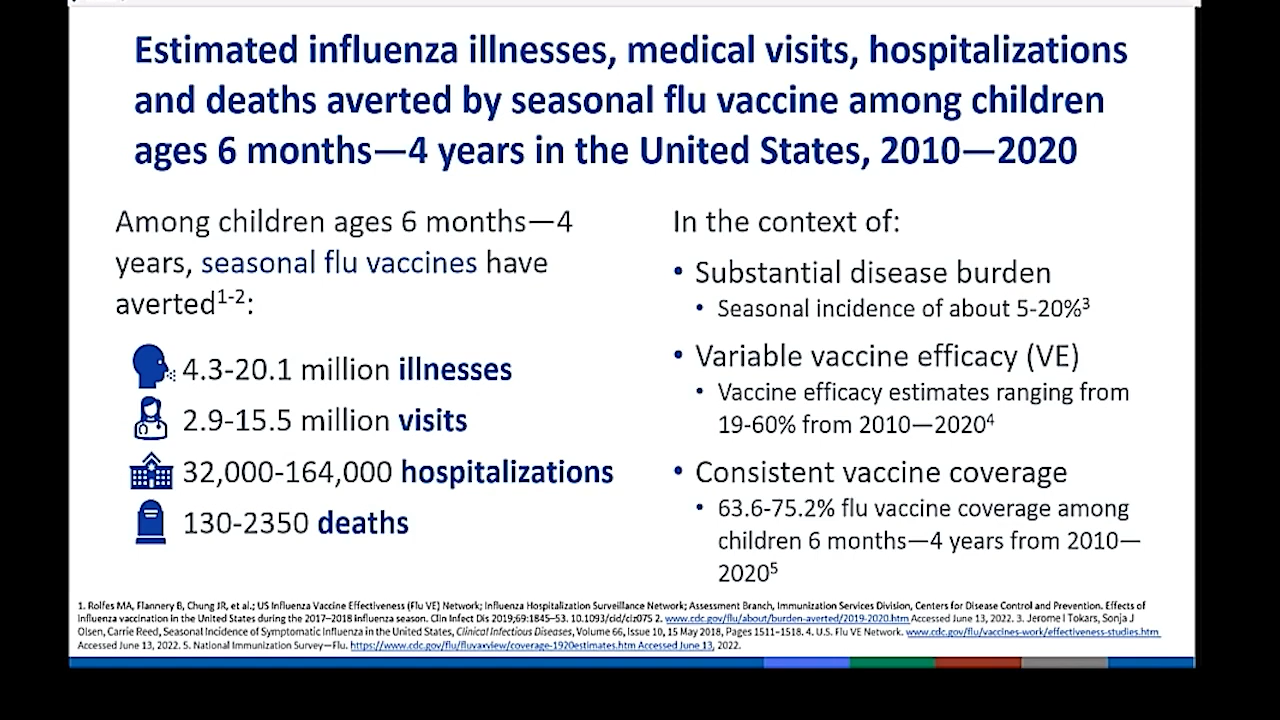 Estimated influenza illnesses, medical visits, hospitalizations
and deaths averted by seasonal flu vaccine among children
ages 6 months—4 years in the United States, 2010—2020
Among children ages 6 months—4
years, seasonal flu vaccines have
averted1-2:
4.3-20.1 million illnesses
2.9-15.5 million visits
32,000-164,000 hospitalizations
130-2350 deaths
In the context of:
• Substantial disease burden
• Seasonal incidence of about 5-20%3
• Variable vaccine efficacy (VE)
• Vaccine efficacy estimates ranging from
19-60% from 2010—20204
• Consistent vaccine coverage
• 63.6-75.2% flu vaccine coverage among
children 6 months—4 years from 2010—
20205
1. Rolfes MA, Flannery B, Chung JR, et al.; US Influenza Vaccine Effectiveness (Flu VE) Network; Influenza Hospitalization Surveillance Network; Assessment Branch, Immunization Services Division, Centers for Disease Control and Prevention. Effects of
Influenza vaccination in the United States during the 2017–2018 influenza season. Clin Infect Dis 2019;69:1845–53. 10.1093/cid/ciz075 2. www.cdc.gov/flu/about/burden-averted/2019-2020.htm Accessed June 13, 2022. 3. Jerome I Tokars, Sonja J
Olsen, Carrie Reed, Seasonal Incidence of Symptomatic Influenza in the United States, Clinical Infectious Diseases, Volume 66, Issue 10, 15 May 2018, Pages 1511–1518. 4. U.S. Flu VE Network. www.cdc.gov/flu/vaccines-work/effectiveness-studies.htm
Accessed June 13, 2022. 5. National Immunization Survey—Flu. https://www.cdc.gov/flu/fluvaxview/coverage-1920estimates.htm Accessed June 13, 2022.